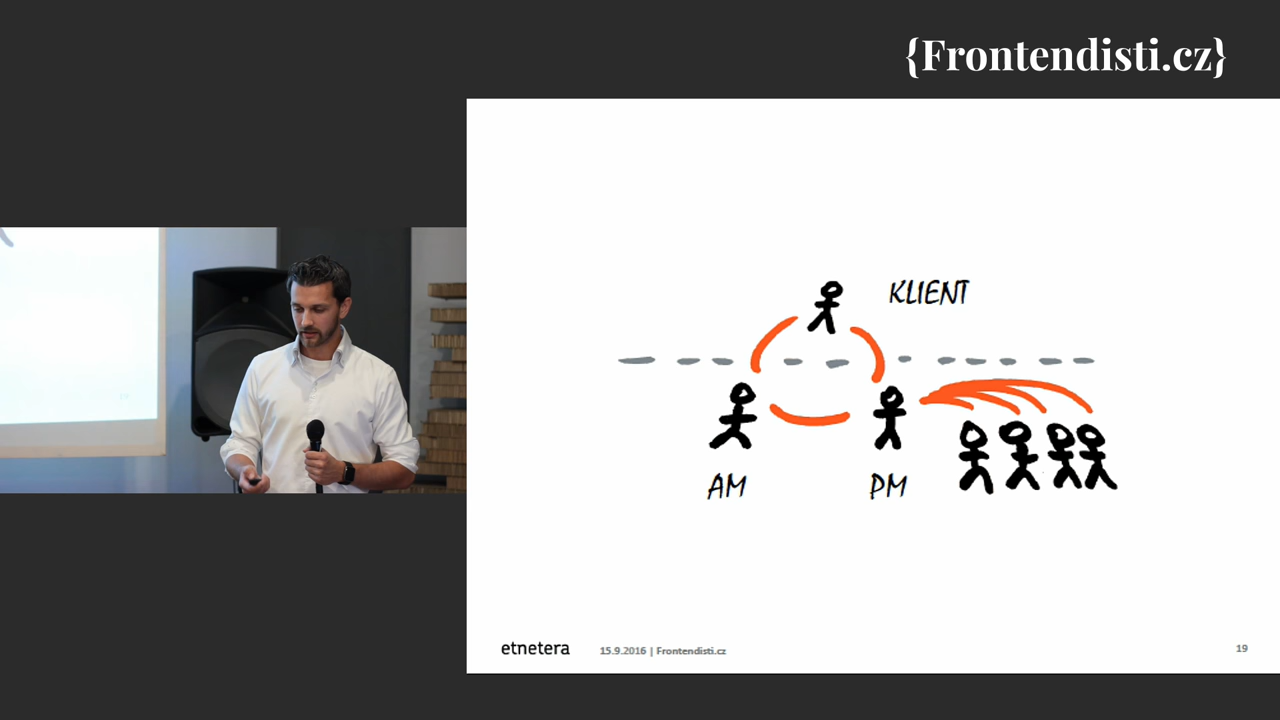 {Frontendisti.cz}
KLIENT
AM
PM
etnetera
15.9.2016 | Frontendisti.cz
19